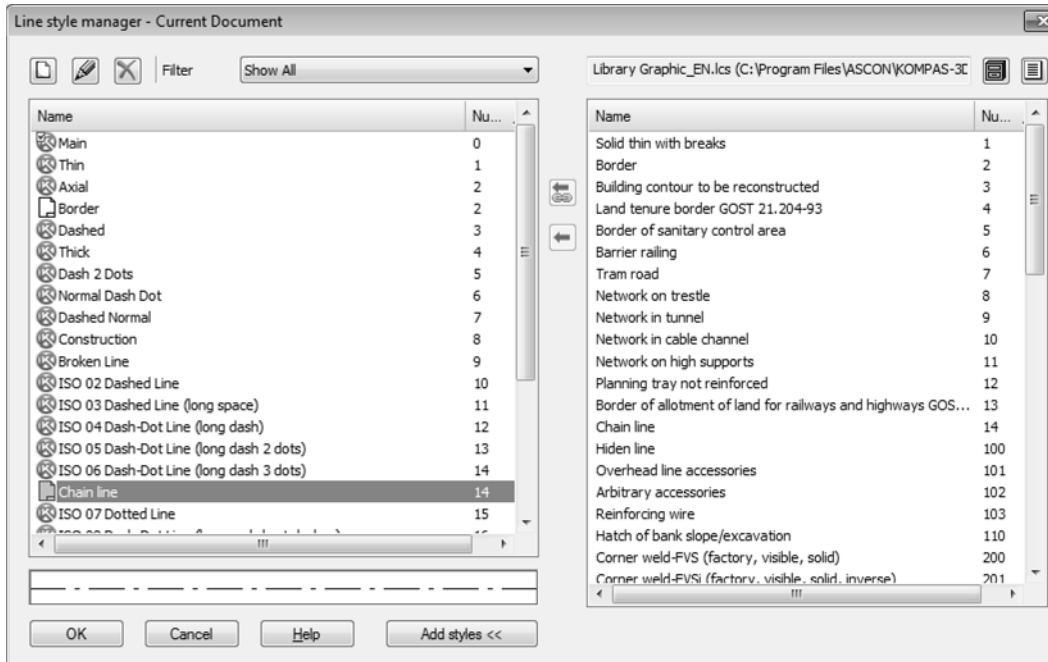 Line style manager - Current Document
Filter
Show All
Library Graphic_EN.lcs (C:\Program Files\ASCON\KOMPAS-3D
Name Nu...
Main 0
Thin 1
Axial 2
Border 2
Dashed 3
Thick 4
Dash 2 Dots 5
Normal Dash Dot 6
Dashed Normal 7
Construction 8
Broken Line 9
ISO 02 Dashed Line 10
ISO 03 Dashed Line (long space) 11
ISO 04 Dash-Dot Line (long dash) 12
ISO 05 Dash-Dot Line (long dash 2 dots) 13
ISO 06 Dash-Dot Line (long dash 3 dots) 14
Chain line 14
ISO 07 Dotted Line 15
Name Nu...
Solid thin with breaks 1
Border 2
Building contour to be reconstructed 3
Land tenure border GOST 21.204-93 4
Border of sanitary control area 5
Barrier railing 6
Tram road 7
Network on trestle 8
Network in tunnel 9
Network in cable channel 10
Network on high supports 11
Planning tray not reinforced 12
Border of allotment of land for railways and highways GOS... 13
Chain line 14
Hiden line 100
Overhead line accessories 101
Arbitrary accessories 102
Reinforcing wire 103
Hatch of bank slope/excavation 110
Corner weld-FVS (factory, visible, solid) 200
Corner weld-FVSi (factory, visible, solid, inverse) 201
OK
Cancel
Help
Add styles <<